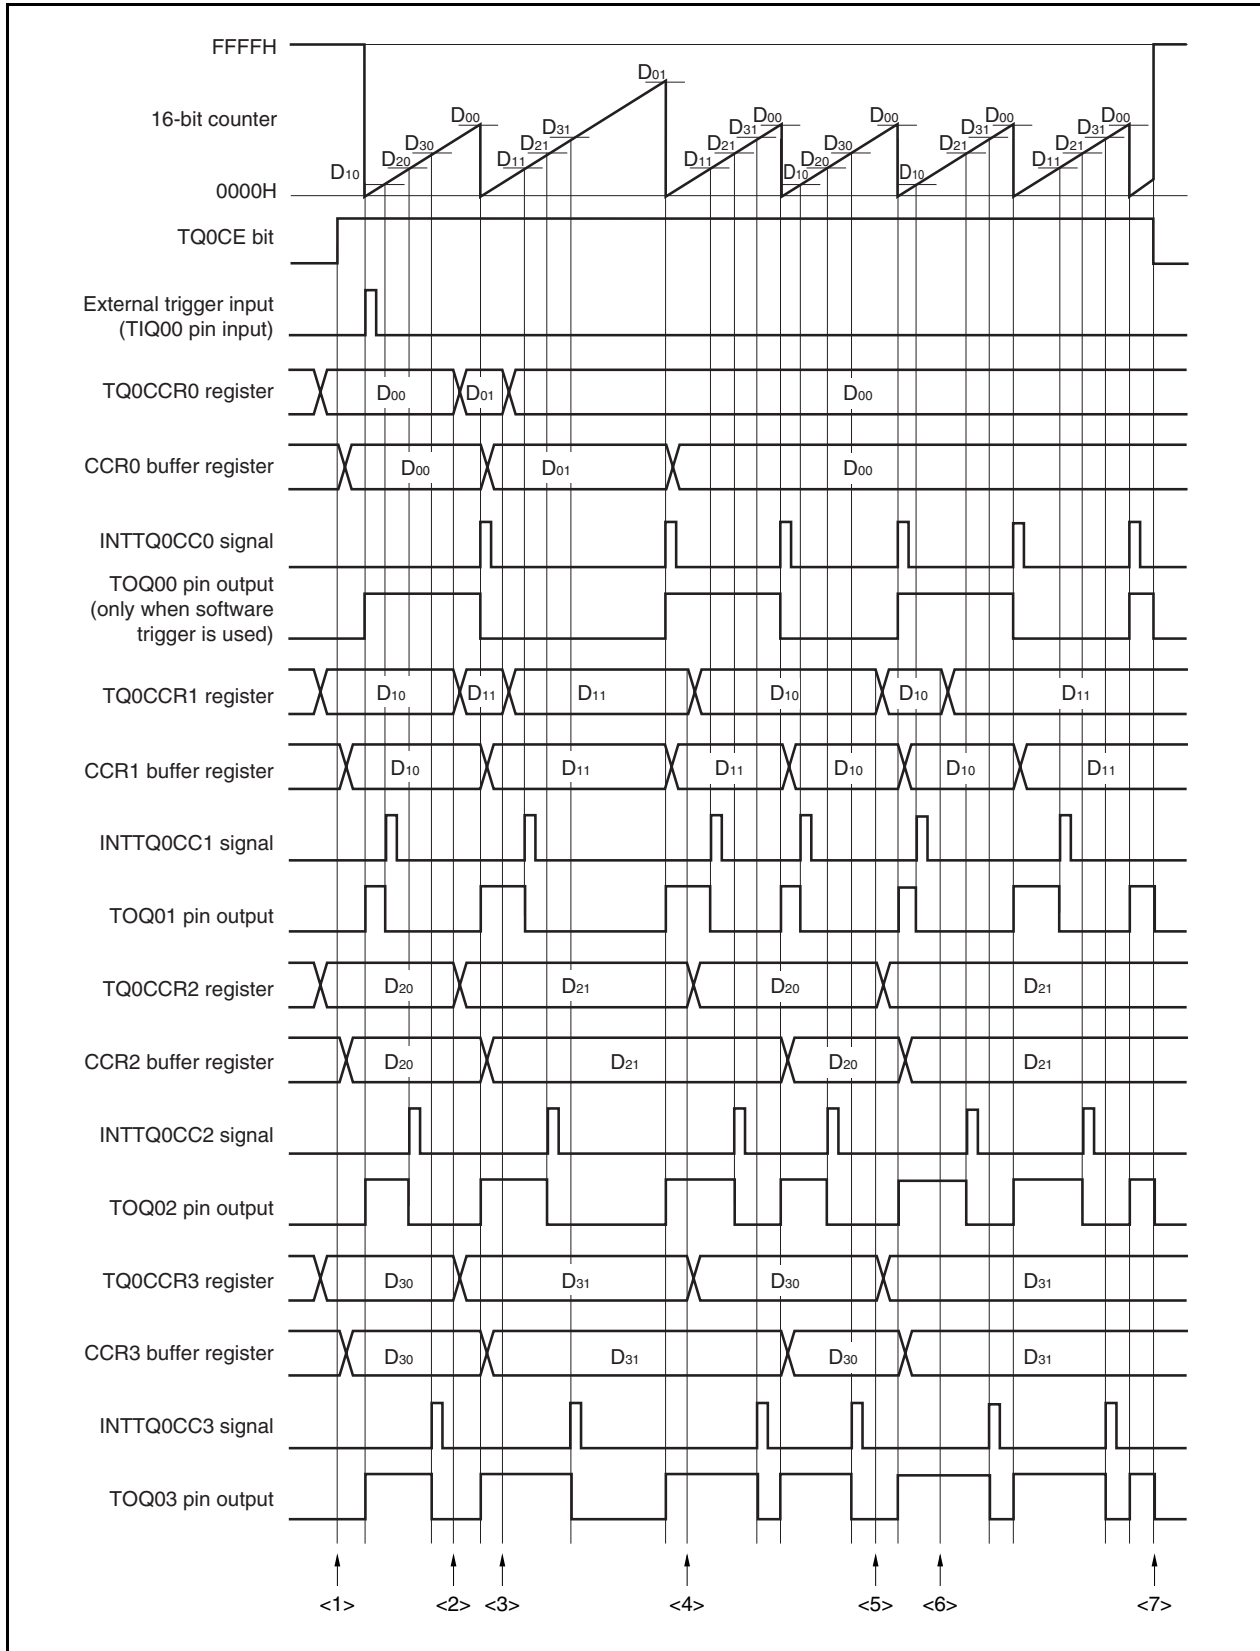 FFFFH
16-bit counter
0000H
D10 D20 D30 D00 D11 D21 D31 D01 D11 D21 D31 D00 D10 D20 D30 D00 D10 D21 D31 D00 D11 D21 D31 D00
TQ0CE bit
External trigger input
(TIQ00 pin input)
TQ0CCR0 register D00 D01 D00
CCR0 buffer register D00 D01 D00
INTTQ0CC0 signal
TOQ00 pin output
(only when software
trigger is used)
TQ0CCR1 register D10 D11 D11 D10 D10 D11
CCR1 buffer register D10 D11 D11 D10 D10 D11
INTTQ0CC1 signal
TOQ01 pin output
TQ0CCR2 register D20 D21 D20 D21
CCR2 buffer register D20 D21 D20 D21
INTTQ0CC2 signal
TOQ02 pin output
TQ0CCR3 register D30 D31 D30 D31
CCR3 buffer register D30 D31 D30 D31
INTTQ0CC3 signal
TOQ03 pin output
<1> <2> <3> <4> <5> <6> <7>